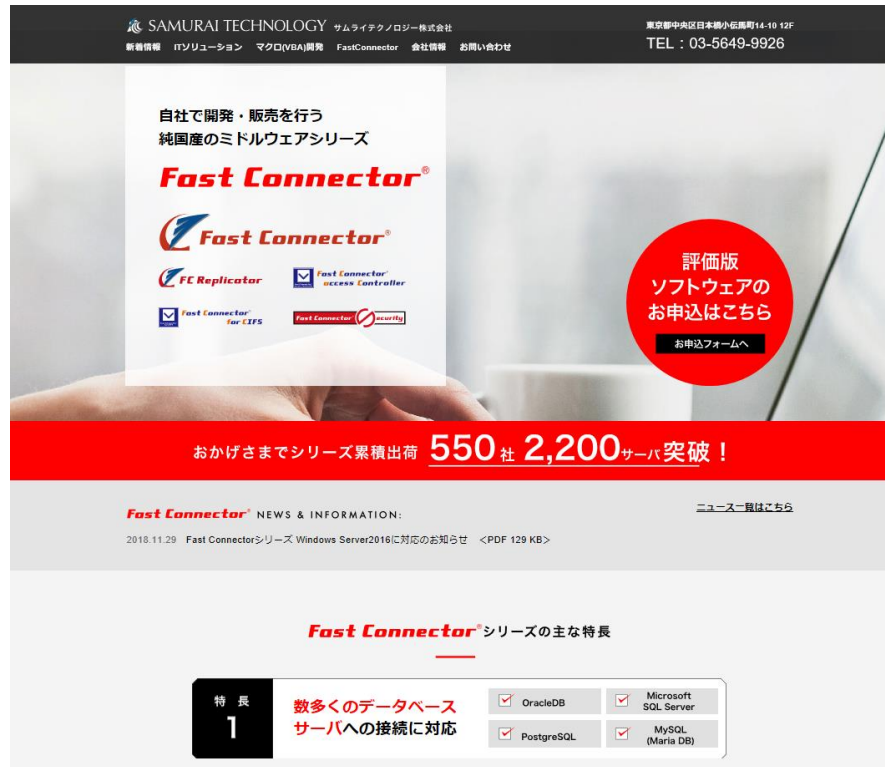 SAMURAI TECHNOLOGY サムライテクノロジー株式会社
東京都中央区日本橋小伝馬町14-10 12F
TEL：03-5649-9926
新着情報 ITソリューション マクロ(VBA)開発 FastConnector 会社情報 お問い合わせ
自社で開発・販売を行う
純国産のミドルウェアシリーズ
Fast Connector®
Fast Connector®
FC Replicator
Fast Connector®
access Controller
Fast Connector®
for CIFS
Fast Connector Security
評価版
ソフトウェアの
お申込はこちら
お申込フォームへ
おかげさまでシリーズ累積出荷 550社 2,200サーバ突破！
Fast Connector® NEWS & INFORMATION:
ニュース一覧はこちら
2018.11.29 Fast Connectorシリーズ Windows Server2016に対応のお知らせ <PDF 129 KB>
Fast Connector®シリーズの主な特長
特長
1
数多くのデータベース
サーバへの接続に対応
OracleDB
Microsoft
SQL Server
PostgreSQL
MySQL
(Maria DB)